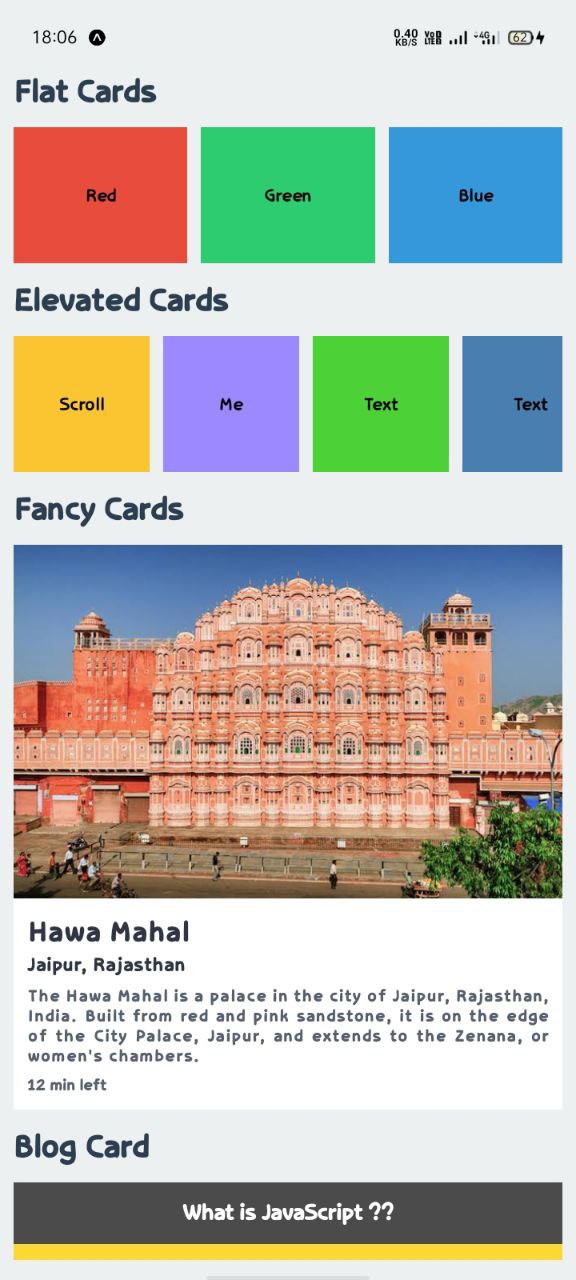 18:06
0.40 KB/S VoD LTE 4G 62
Flat Cards
Red Green Blue
Elevated Cards
Scroll Me Text Text
Fancy Cards
Hawa Mahal
Jaipur, Rajasthan
The Hawa Mahal is a palace in the city of Jaipur, Rajasthan,
India. Built from red and pink sandstone, it is on the edge
of the City Palace, Jaipur, and extends to the Zenana, or
women's chambers.
12 min left
Blog Card
What is JavaScript ??